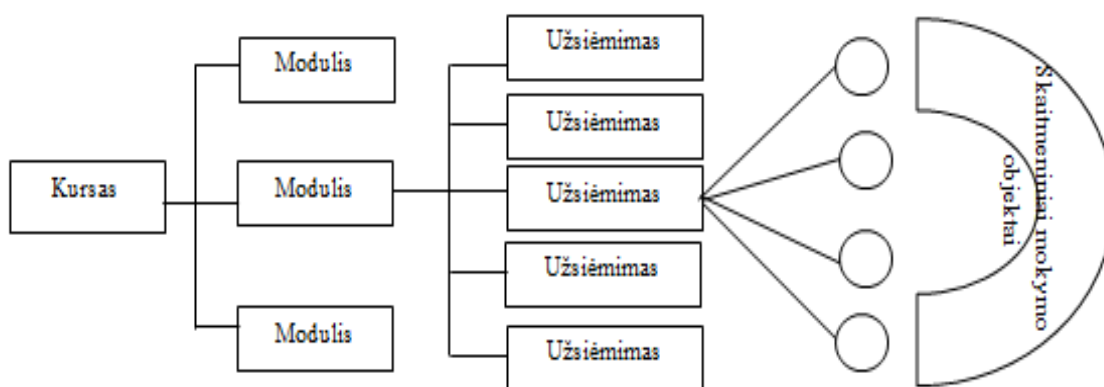 Kursas
Modulis
Modulis
Modulis
Užsiėmimas
Užsiėmimas
Užsiėmimas
Užsiėmimas
Užsiėmimas
Skaitmeniniai mokymo
objektai